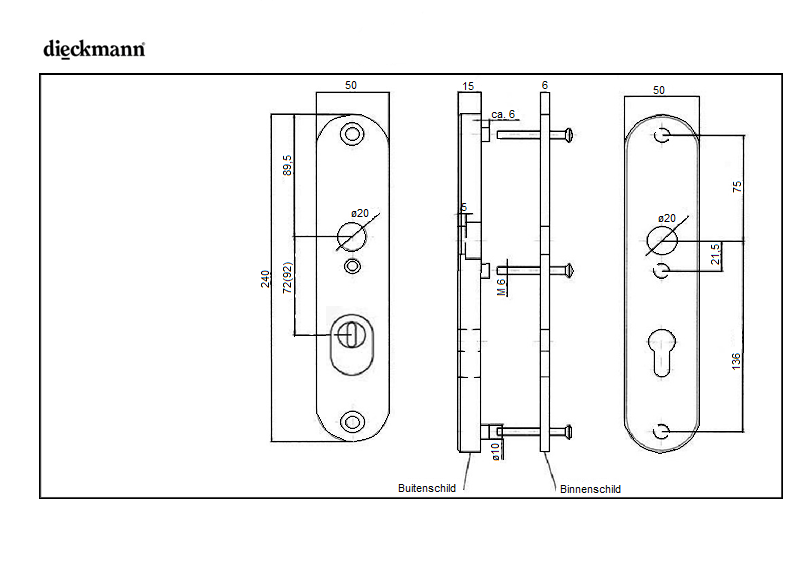 dieckmann
50
15
6
50
ca. 6
89,5
ø20
5
75
ø20
21,5
240
72(92)
M 6
136
ø10
Buitenschild
Binnenschild